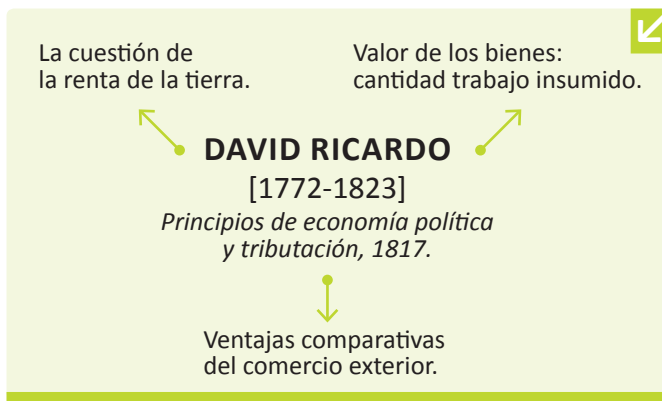 La cuestión de
la renta de la tierra.
Valor de los bienes:
cantidad trabajo insumido.
DAVID RICARDO
[1772-1823]
Principios de economía política
y tributación, 1817.
Ventajas comparativas
del comercio exterior.